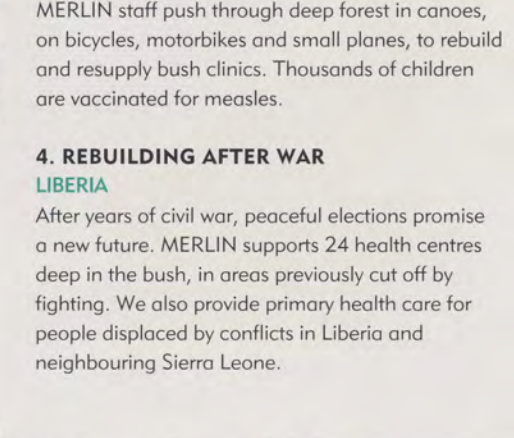 MERLIN staff push through deep forest in canoes,
on bicycles, motorbikes and small planes, to rebuild
and resupply bush clinics. Thousands of children
are vaccinated for measles.
4. REBUILDING AFTER WAR
LIBERIA
After years of civil war, peaceful elections promise
a new future. MERLIN supports 24 health centres
deep in the bush, in areas previously cut off by
fighting. We also provide primary health care for
people displaced by conflicts in Liberia and
neighbouring Sierra Leone.